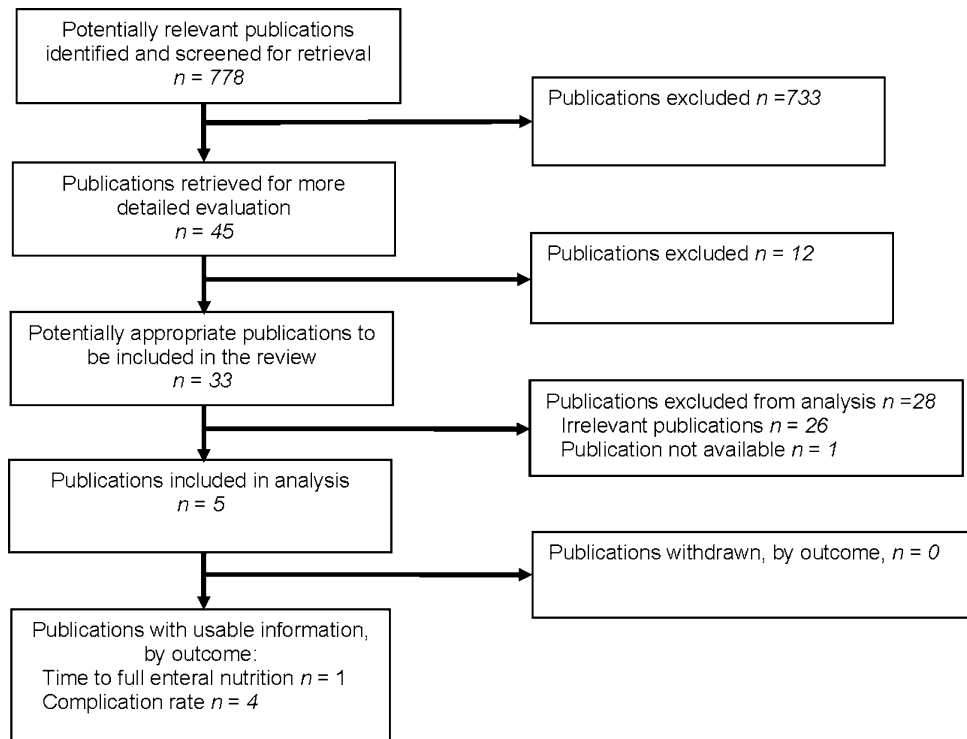 Potentially relevant publications
identified and screened for retrieval
n = 778
Publications excluded n =733
Publications retrieved for more
detailed evaluation
n = 45
Publications excluded n = 12
Potentially appropriate publications to
be included in the review
n = 33
Publications excluded from analysis n =28
Irrelevant publications n = 26
Publication not available n = 1
Publications included in analysis
n = 5
Publications withdrawn, by outcome, n = 0
Publications with usable information,
by outcome:
Time to full enteral nutrition n = 1
Complication rate n = 4